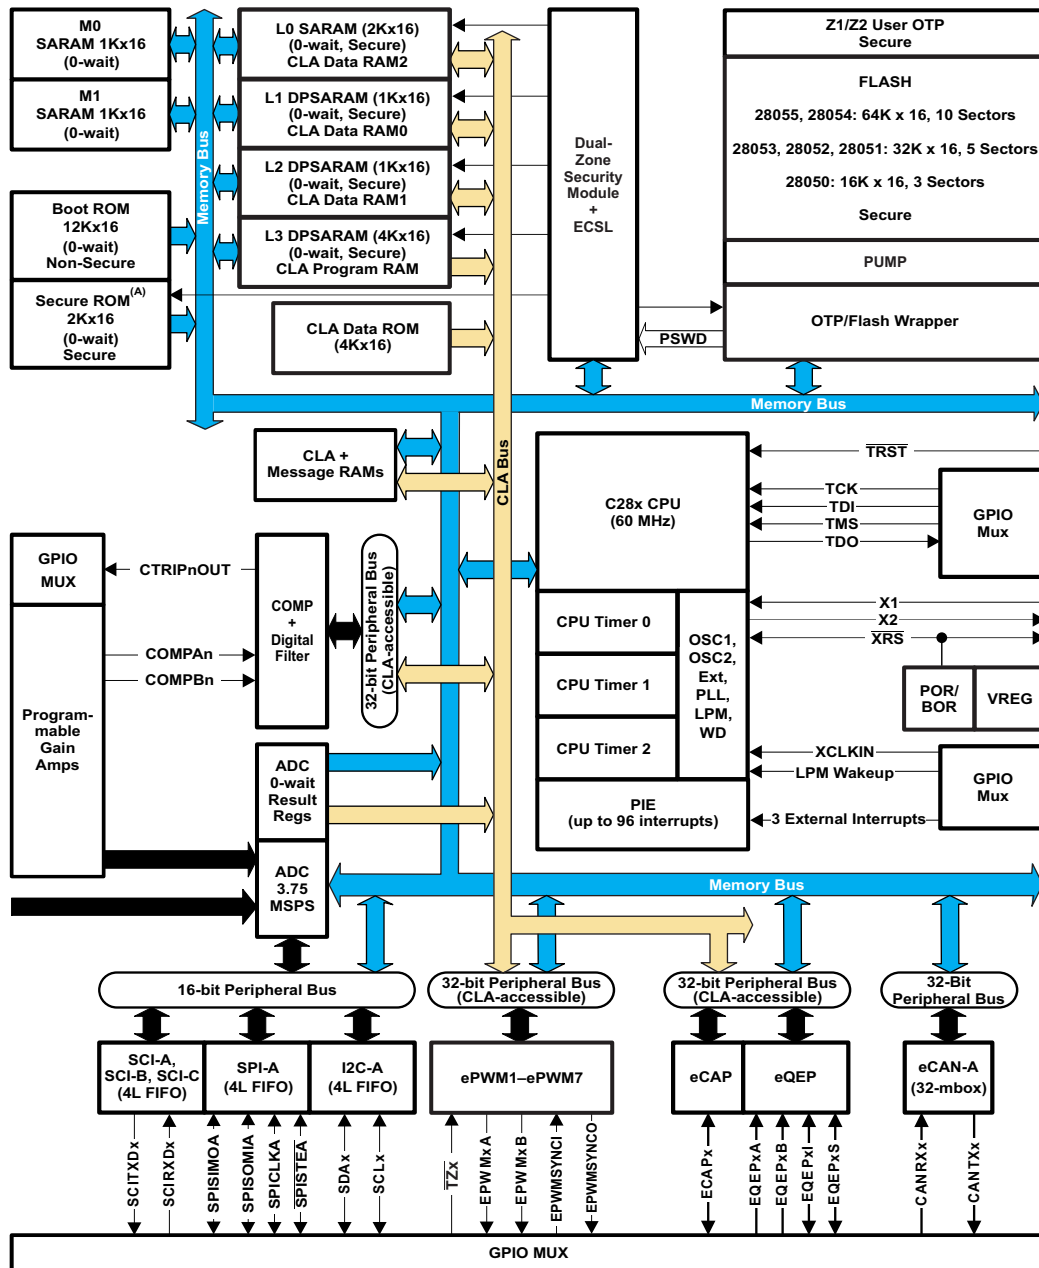 M0
SARAM 1Kx16
(0-wait)
M1
SARAM 1Kx16
(0-wait)
Boot ROM
12Kx16
(0-wait)
Non-Secure
Secure ROM(A)
2Kx16
(0-wait)
Secure
Memory Bus
L0 SARAM (2Kx16)
(0-wait, Secure)
CLA Data RAM2
L1 DPSARAM (1Kx16)
(0-wait, Secure)
CLA Data RAM0
L2 DPSARAM (1Kx16)
(0-wait, Secure)
CLA Data RAM1
L3 DPSARAM (4Kx16)
(0-wait, Secure)
CLA Program RAM
CLA Data ROM
(4Kx16)
Dual-
Zone
Security
Module
+
ECSL
Z1/Z2 User OTP
Secure
FLASH
28055, 28054: 64K x 16, 10 Sectors
28053, 28052, 28051: 32K x 16, 5 Sectors
28050: 16K x 16, 3 Sectors
Secure
PUMP
OTP/Flash Wrapper
PSWD
Memory Bus
CLA Bus
CLA +
Message RAMs
C28x CPU
(60 MHz)
TRST
TCK
TDI
TMS
TDO
GPIO
Mux
GPIO
MUX
CTRIPnOUT
COMP
+
Digital
Filter
COMPAn
COMPBn
32-bit Peripheral Bus
(CLA-accessible)
Program-
mable
Gain
Amps
CPU Timer 0
CPU Timer 1
CPU Timer 2
OSC1,
OSC2,
Ext,
PLL,
LPM,
WD
X1
X2
XRS
POR/
BOR
VREG
XCLKIN
LPM Wakeup
3 External Interrupts
GPIO
Mux
PIE
(up to 96 interrupts)
ADC
0-wait
Result
Regs
ADC
3.75
MSPS
Memory Bus
16-bit Peripheral Bus
32-bit Peripheral Bus
(CLA-accessible)
32-bit Peripheral Bus
(CLA-accessible)
32-Bit
Peripheral Bus
SCI-A,
SCI-B, SCI-C
(4L FIFO)
SPI-A
(4L FIFO)
I2C-A
(4L FIFO)
ePWM1–ePWM7
eCAP
eQEP
eCAN-A
(32-mbox)
SCITXDx
SCIRXDx
SPISIMOA
SPISOMIA
SPICLKA
SPISTEA
SDAx
SCLx
TZx
EPWMxA
EPWMxB
EPWMSYNCI
EPWMSYNCO
ECAPx
EQEPxA
EQEPxB
EQEPxI
EQEPxS
CANRXx
CANTXx
GPIO MUX